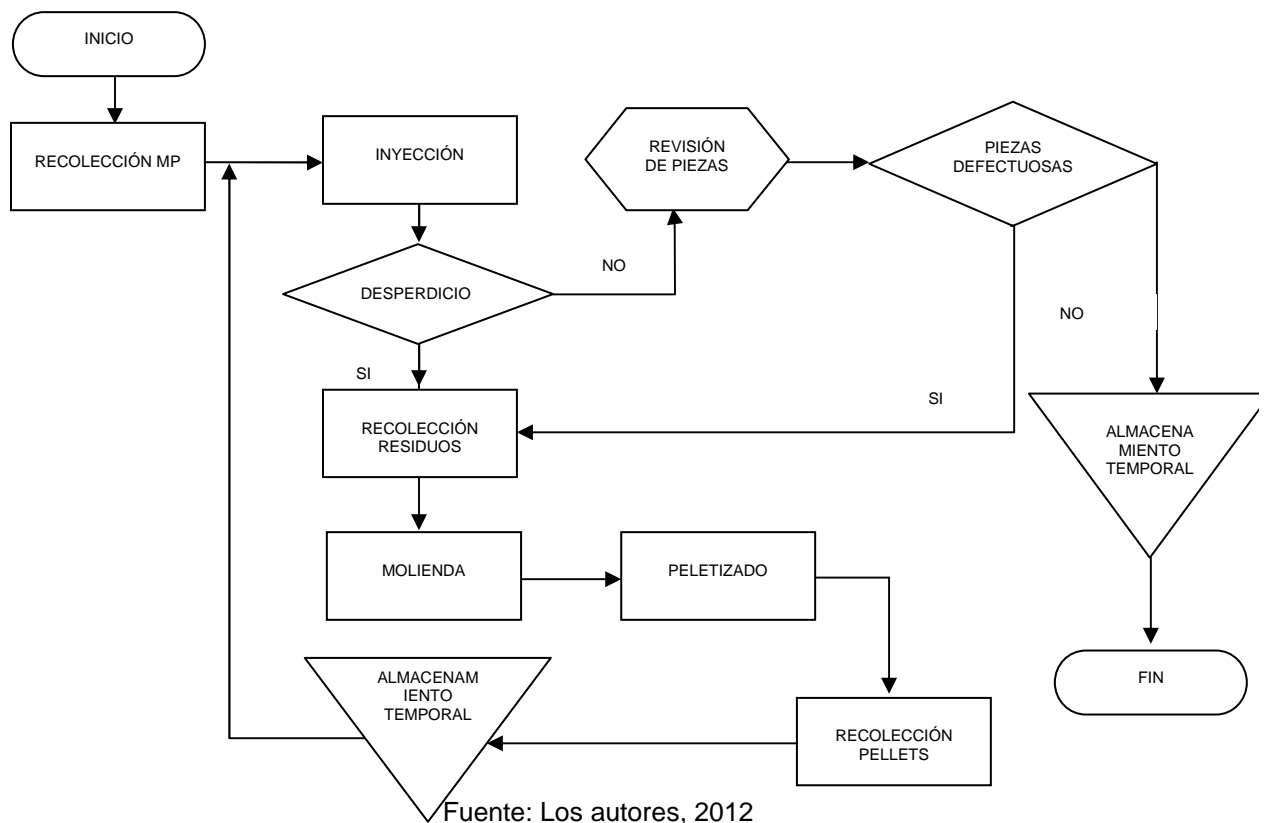 INICIO
RECOLECCIÓN MP
INYECCIÓN
REVISIÓN
DE PIEZAS
PIEZAS
DEFECTUOSAS
DESPERDICIO
NO
NO
SI
SI
RECOLECCIÓN
RESIDUOS
ALMACENA
MIENTO
TEMPORAL
MOLIENDA
PELETIZADO
ALMACENAM
IENTO
TEMPORAL
RECOLECCIÓN
PELLETS
FIN
Fuente: Los autores, 2012